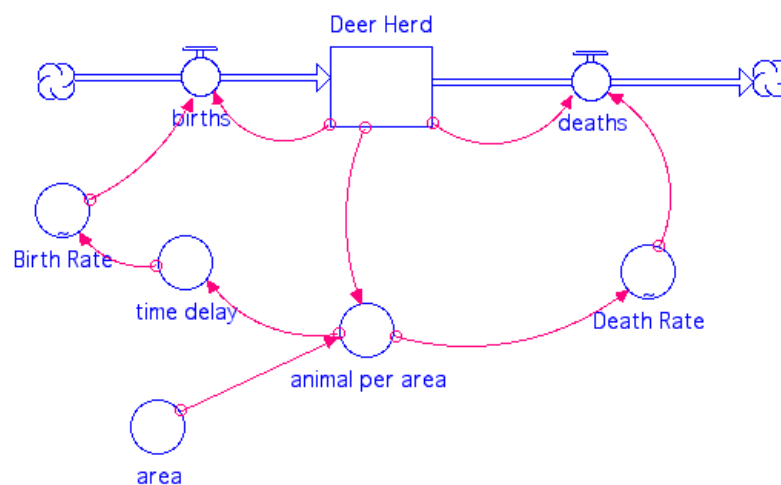 Deer Herd
births
deaths
Birth Rate
time delay
Death Rate
animal per area
area